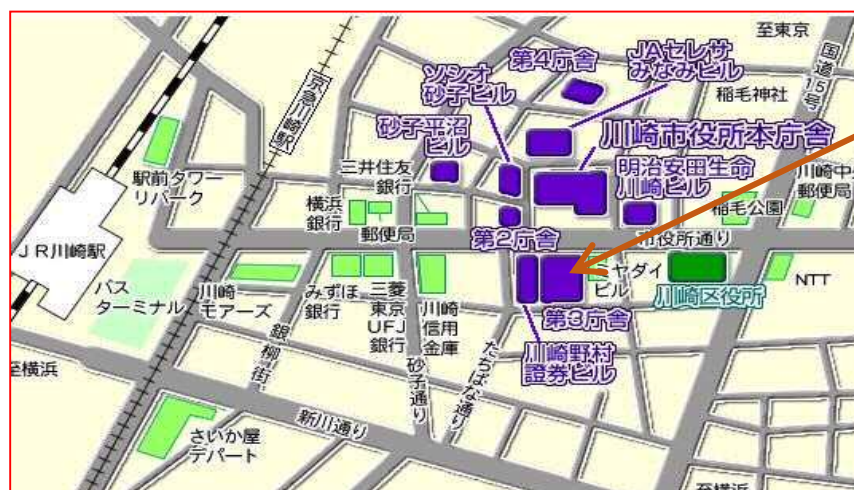 至東京
国道15号
JAセレサ
みなみビル
第4庁舎
ソシオ
砂子ビル
稲毛神社
京急川崎駅
砂子平沼
ビル
川崎市役所本庁舎
三井住友
銀行
明治安田生命
川崎ビル
川崎中央
郵便局
駅前タワー
リパーク
横浜
銀行
稲毛公園
郵便局
第2庁舎
市役所通り
JR川崎駅
バス
ターミナル
川崎
モアーズ
みずほ
銀行
三菱
東京
UFJ
銀行
川崎
信用
金庫
ミヤダイ
ビル
川崎区役所
NTT
第3庁舎
川崎野村
證券ビル
銀柳街
砂子通り
たちばな通り
至横浜
新川通り
さいか屋
デパート
至横浜